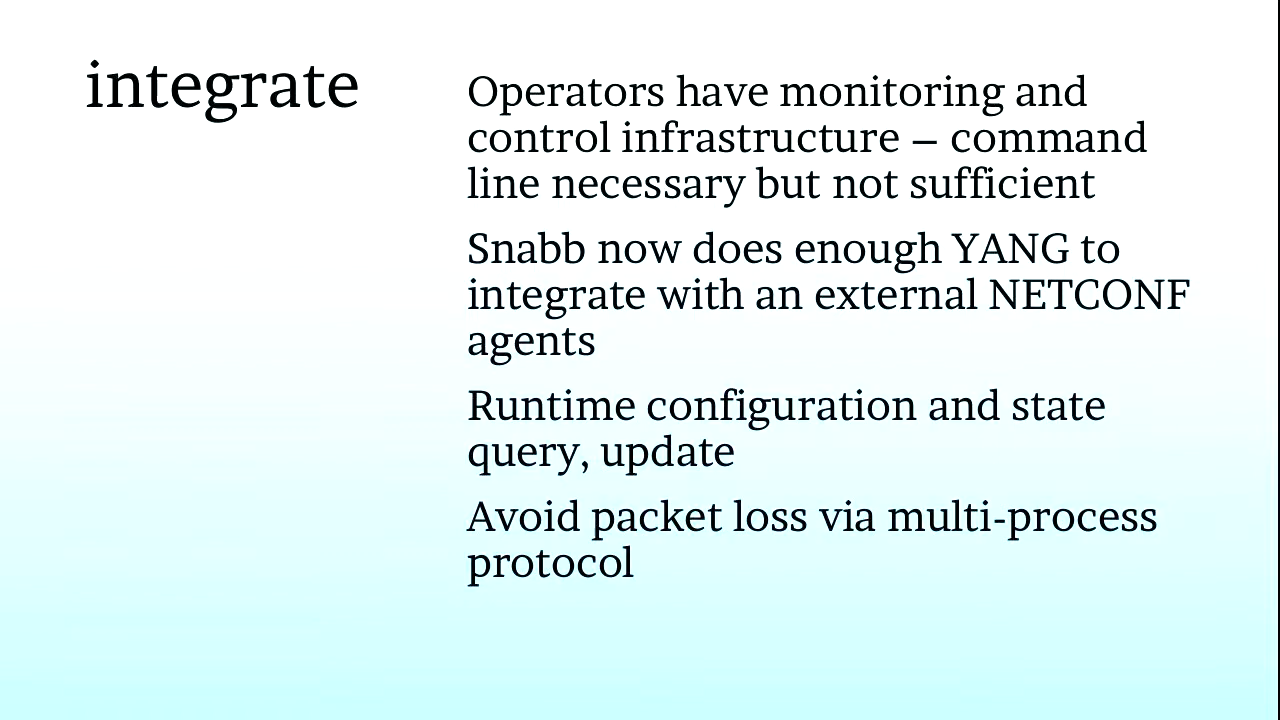 integrate
Operators have monitoring and
control infrastructure – command
line necessary but not sufficient
Snabb now does enough YANG to
integrate with an external NETCONF
agents
Runtime configuration and state
query, update
Avoid packet loss via multi-process
protocol